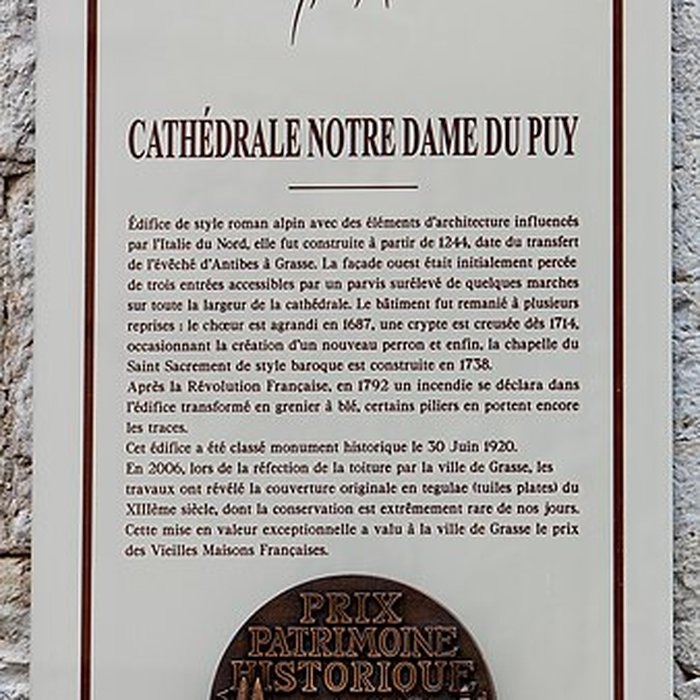 CATHÉDRALE NOTRE DAME DU PUY
Édifice de style roman alpin avec des éléments d'architecture influencés
par l'Italie du Nord, elle fut construite à partir de 1244, date du transfert
de l'évêché d'Antibes à Grasse. La façade ouest était initialement percée
de trois entrées accessibles par un parvis surélevé de quelques marches
sur toute la largeur de la cathédrale. Le bâtiment fut remanié à plusieurs
reprises : le chœur est agrandi en 1687, une crypte est creusée dès 1714,
occasionnant la création d'un nouveau perron et enfin, la chapelle du
Saint Sacrement de style baroque est construite en 1738.
Après la Révolution Française, en 1792 un incendie se déclara dans
l'édifice transformé en grenier à blé, certains piliers en portent encore
les traces.
Cet édifice a été classé monument historique le 30 Juin 1920.
En 2006, lors de la réfection de la toiture par la ville de Grasse, les
travaux ont révélé la couverture originale en tegulae (tuiles plates) du
XIIIème siècle, dont la conservation est extrêmement rare de nos jours.
Cette mise en valeur exceptionnelle a valu à la ville de Grasse le prix
des Vieilles Maisons Françaises.
PRIX
PATRIMOINE
HISTORIQUE